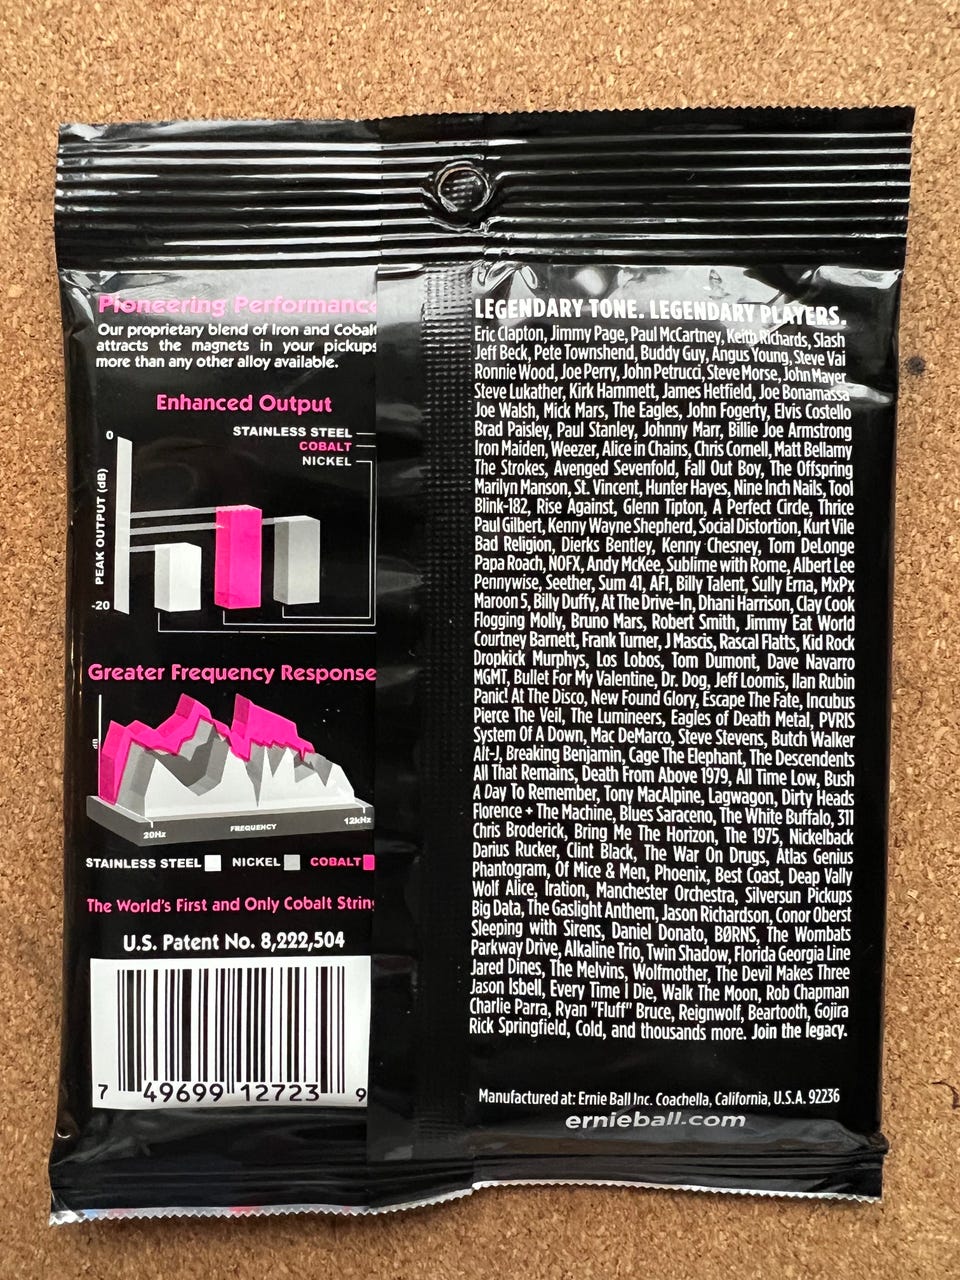 Pioneering Performance
Our proprietary blend of Iron and Cobalt
attracts the magnets in your pickups
more than any other alloy available.
Enhanced Output
STAINLESS STEEL
COBALT
NICKEL
0
PEAK OUTPUT (dB)
-20
Greater Frequency Response
dB
20Hz
FREQUENCY
12kHz
STAINLESS STEEL NICKEL COBALT
The World's First and Only Cobalt String
U.S. Patent No. 8,222,504
7 49699 12723 9
LEGENDARY TONE. LEGENDARY PLAYERS.
Eric Clapton, Jimmy Page, Paul McCartney, Keith Richards, Slash
Jeff Beck, Pete Townshend, Buddy Guy, Angus Young, Steve Vai
Ronnie Wood, Joe Perry, John Petrucci, Steve Morse, John Mayer
Steve Lukather, Kirk Hammett, James Hetfield, Joe Bonamassa
Joe Walsh, Mick Mars, The Eagles, John Fogerty, Elvis Costello
Brad Paisley, Paul Stanley, Johnny Marr, Billie Joe Armstrong
Iron Maiden, Weezer, Alice in Chains, Chris Cornell, Matt Bellamy
The Strokes, Avenged Sevenfold, Fall Out Boy, The Offspring
Marilyn Manson, St. Vincent, Hunter Hayes, Nine Inch Nails, Tool
Blink-182, Rise Against, Glenn Tipton, A Perfect Circle, Thrice
Paul Gilbert, Kenny Wayne Shepherd, Social Distortion, Kurt Vile
Bad Religion, Dierks Bentley, Kenny Chesney, Tom DeLonge
Papa Roach, NOFX, Andy McKee, Sublime with Rome, Albert Lee
Pennywise, Seether, Sum 41, AFI, Billy Talent, Sully Erna, MxPx
Maroon 5, Billy Duffy, At The Drive-In, Dhani Harrison, Clay Cook
Flogging Molly, Bruno Mars, Robert Smith, Jimmy Eat World
Courtney Barnett, Frank Turner, J Mascis, Rascal Flatts, Kid Rock
Dropkick Murphys, Los Lobos, Tom Dumont, Dave Navarro
MGMT, Bullet For My Valentine, Dr. Dog, Jeff Loomis, Ilan Rubin
Panic! At The Disco, New Found Glory, Escape The Fate, Incubus
Pierce The Veil, The Lumineers, Eagles of Death Metal, PVRIS
System Of A Down, Mac DeMarco, Steve Stevens, Butch Walker
Alt-J, Breaking Benjamin, Cage The Elephant, The Descendents
All That Remains, Death From Above 1979, All Time Low, Bush
A Day To Remember, Tony MacAlpine, Lagwagon, Dirty Heads
Florence + The Machine, Blues Saraceno, The White Buffalo, 311
Chris Broderick, Bring Me The Horizon, The 1975, Nickelback
Darius Rucker, Clint Black, The War On Drugs, Atlas Genius
Phantogram, Of Mice & Men, Phoenix, Best Coast, Deap Vally
Wolf Alice, Iration, Manchester Orchestra, Silversun Pickups
Big Data, The Gaslight Anthem, Jason Richardson, Conor Oberst
Sleeping with Sirens, Daniel Donato, BØRNS, The Wombats
Parkway Drive, Alkaline Trio, Twin Shadow, Florida Georgia Line
Jared Dines, The Melvins, Wolfmother, The Devil Makes Three
Jason Isbell, Every Time I Die, Walk The Moon, Rob Chapman
Charlie Parra, Ryan "Fluff" Bruce, Reignwolf, Beartooth, Gojira
Rick Springfield, Cold, and thousands more. Join the legacy.
Manufactured at: Ernie Ball Inc. Coachella, California, U.S.A. 92236
ernieball.com